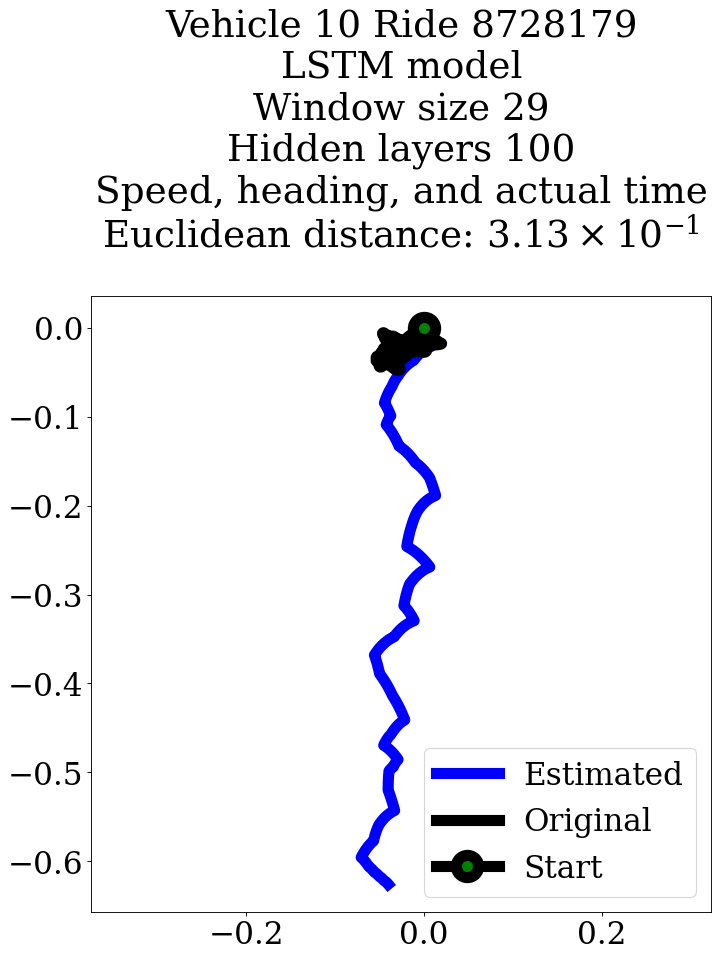 Vehicle 10 Ride 8728179
LSTM model
Window size 29
Hidden layers 100
Speed, heading, and actual time
Euclidean distance: 3.13 × 10⁻¹
0.0
−0.1
−0.2
−0.3
−0.4
−0.5
−0.6
Estimated
Original
Start
−0.2
0.0
0.2